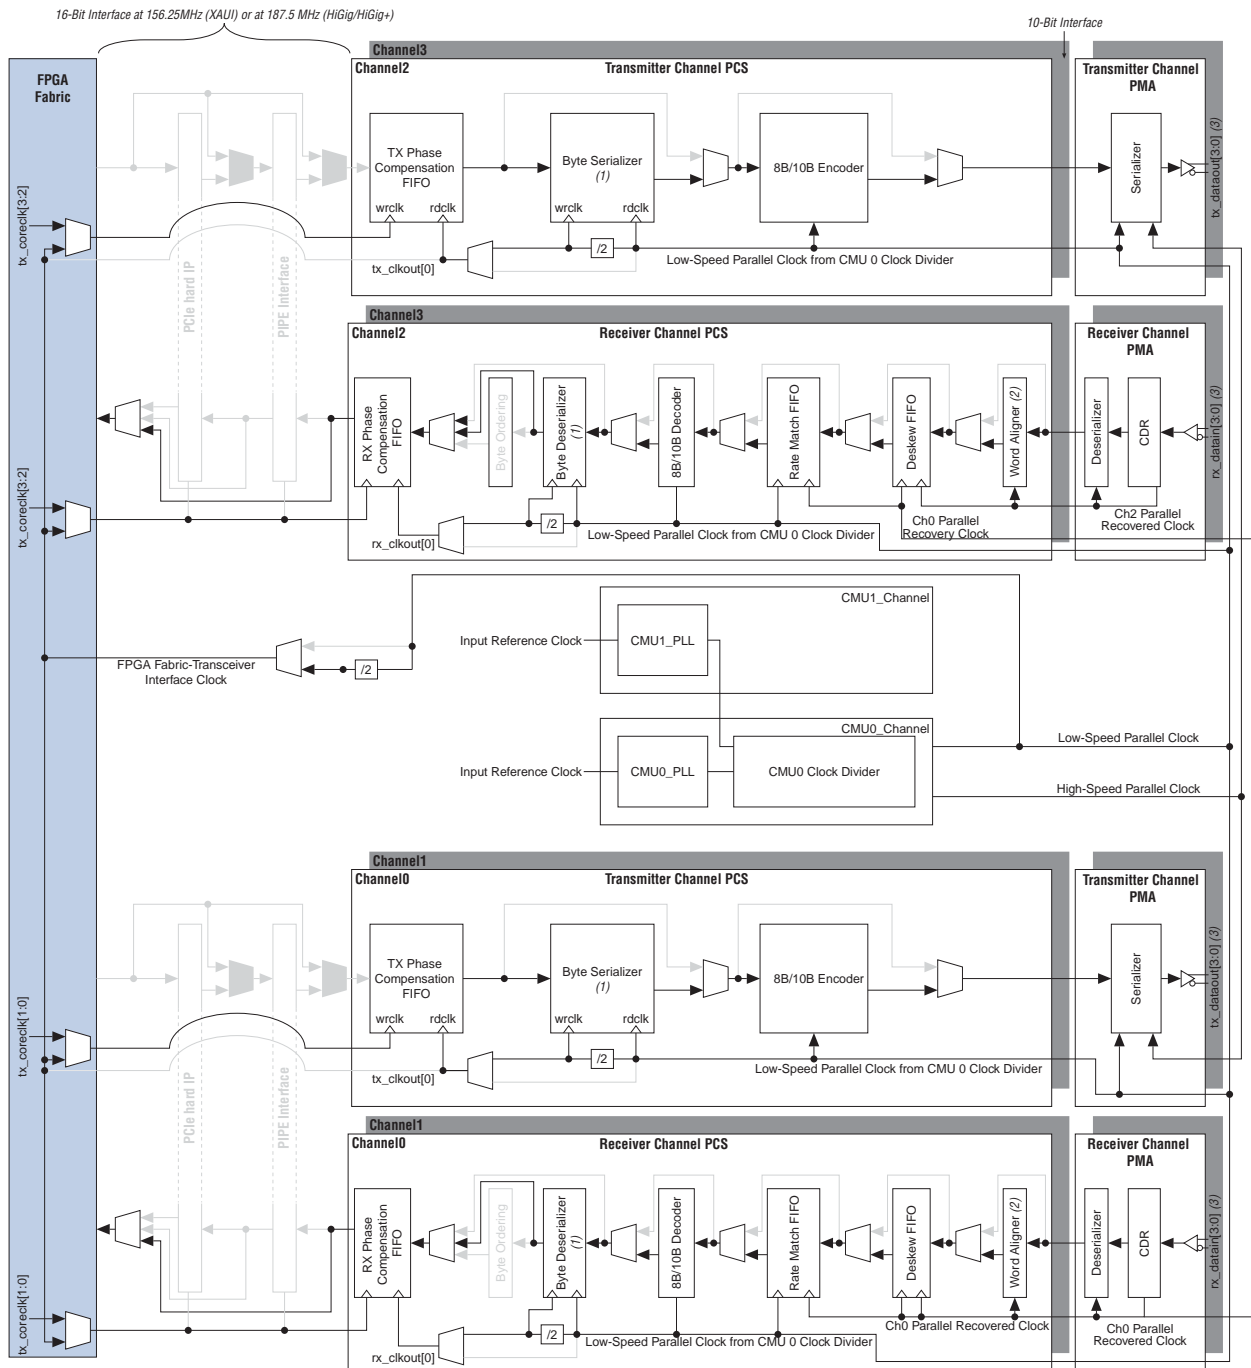 16-Bit Interface at 156.25MHz (XAUI) or at 187.5 MHz (HiGig/HiGig+)
10-Bit Interface
FPGA
Fabric
Channel3
Channel2
Transmitter Channel PCS
Transmitter Channel
PMA
TX Phase
Compensation
FIFO
wrclk
rdclk
Byte Serializer
(1)
wrclk
rdclk
8B/10B Encoder
Serializer
tx_dataout[3:0] (3)
tx_coreclk[3:2]
PCIe hard IP
PIPE Interface
/2
tx_clkout[0]
Low-Speed Parallel Clock from CMU 0 Clock Divider
Channel3
Channel2
Receiver Channel PCS
Receiver Channel
PMA
RX Phase
Compensation
FIFO
Byte Ordering
Byte Deserializer
(1)
8B/10B Decoder
Rate Match FIFO
Deskew FIFO
Word Aligner (2)
Deserializer
CDR
rx_datain[3:0] (3)
tx_coreclk[3:2]
/2
rx_clkout[0]
Low-Speed Parallel Clock from CMU 0 Clock Divider
Ch0 Parallel
Recovery Clock
Ch2 Parallel
Recovered Clock
CMU1_Channel
Input Reference Clock
CMU1_PLL
FPGA Fabric-Transceiver
Interface Clock
/2
CMU0_Channel
Input Reference Clock
CMU0_PLL
CMU0 Clock Divider
Low-Speed Parallel Clock
High-Speed Parallel Clock
Channel1
Channel0
Transmitter Channel PCS
Transmitter Channel
PMA
TX Phase
Compensation
FIFO
wrclk
rdclk
Byte Serializer
(1)
wrclk
rdclk
8B/10B Encoder
Serializer
tx_dataout[3:0] (3)
tx_coreclk[1:0]
PCIe hard IP
PIPE Interface
/2
tx_clkout[0]
Low-Speed Parallel Clock from CMU 0 Clock Divider
Channel1
Channel0
Receiver Channel PCS
Receiver Channel
PMA
RX Phase
Compensation
FIFO
Byte Ordering
Byte Deserializer
(1)
8B/10B Decoder
Rate Match FIFO
Deskew FIFO
Word Aligner (2)
Deserializer
CDR
rx_datain[3:0] (3)
tx_coreclk[1:0]
/2
rx_clkout[0]
Low-Speed Parallel Clock from CMU 0 Clock Divider
Ch0 Parallel Recovered Clock
Ch0 Parallel
Recovered Clock